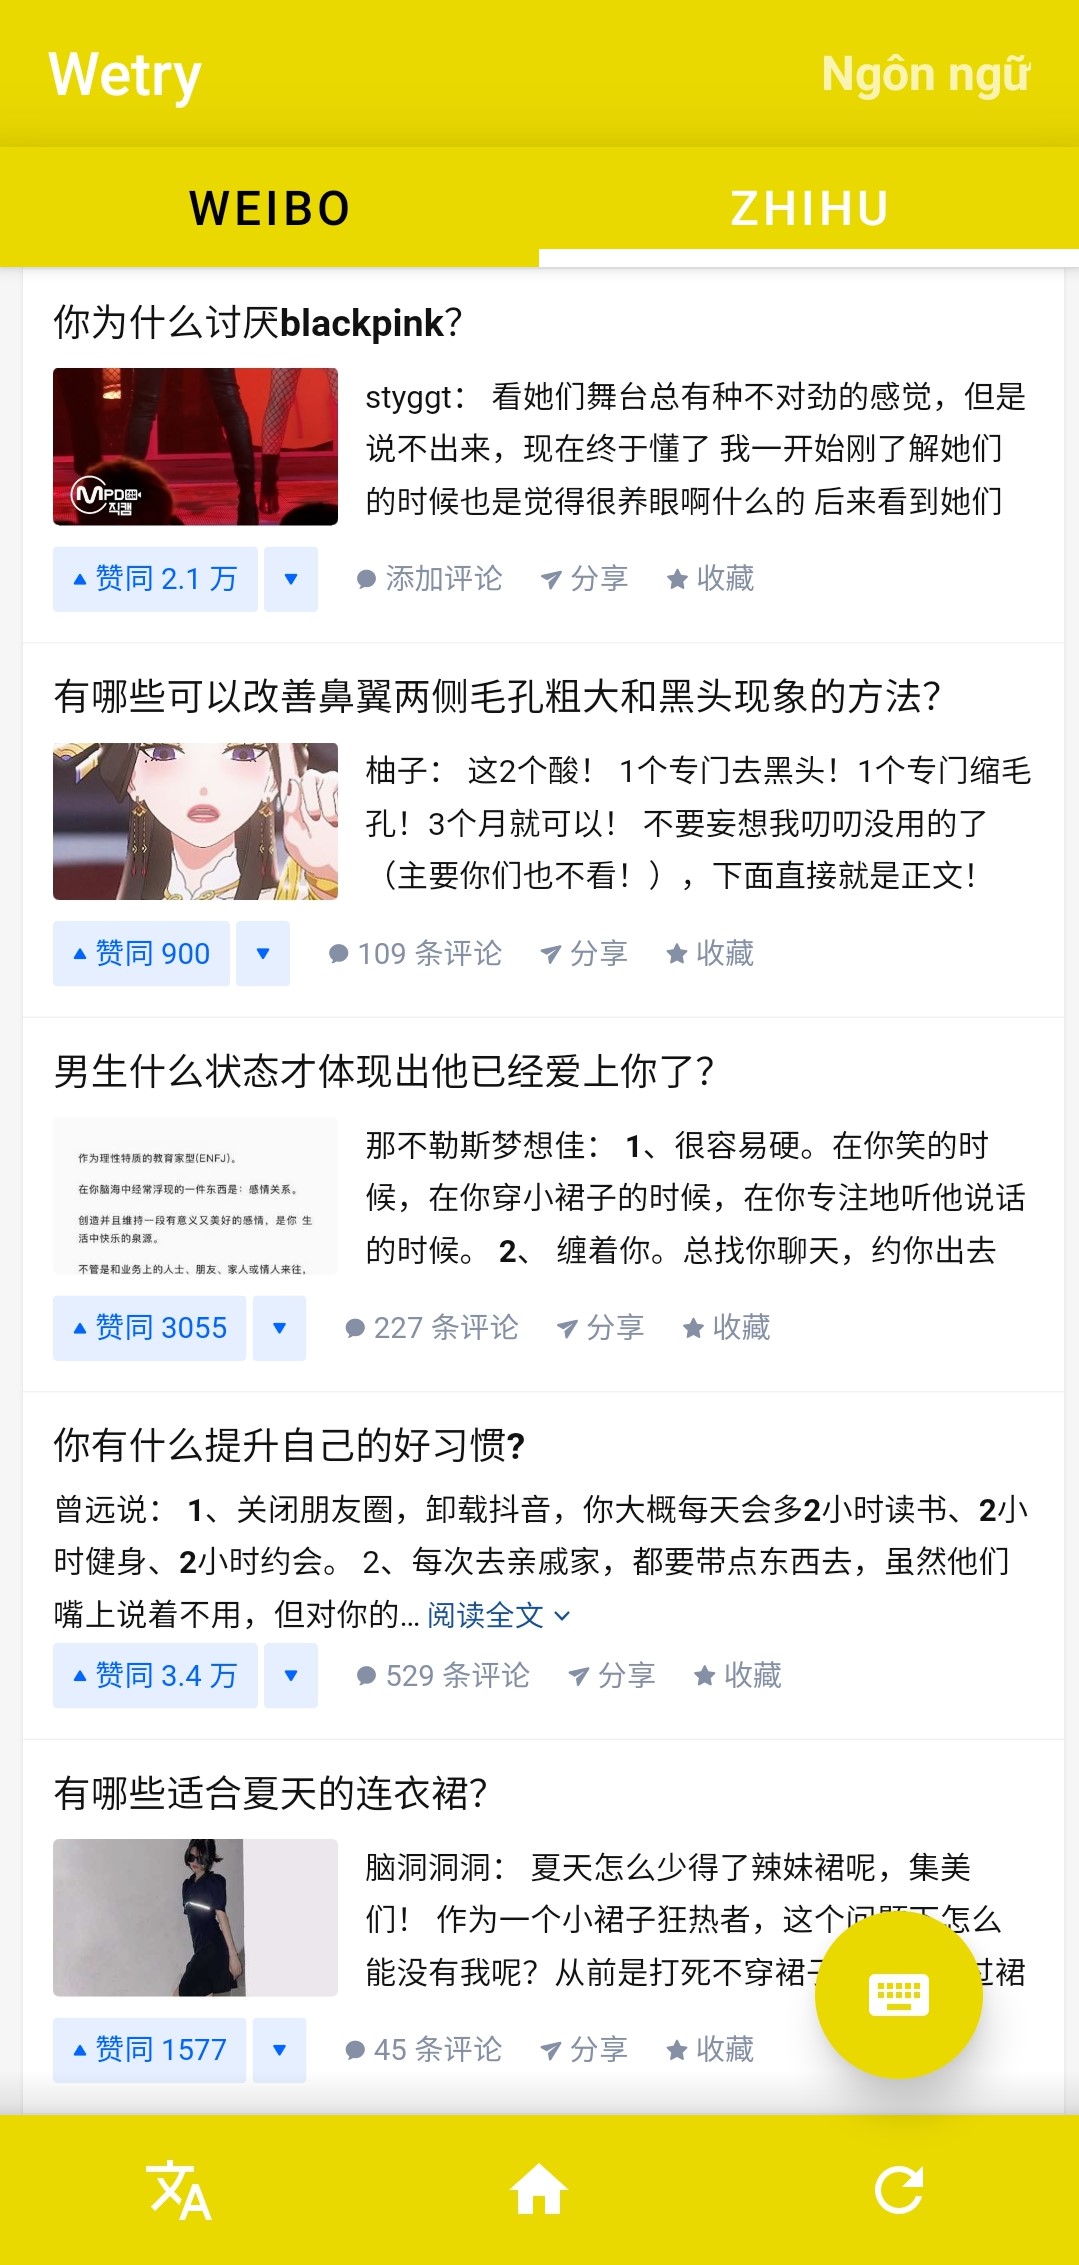 Wetry
Ngôn ngữ
WEIBO
ZHIHU
你为什么讨厌blackpink？
MPD직캠
styggt： 看她们舞台总有种不对劲的感觉，但是
说不出来，现在终于懂了 我一开始刚了解她们
的时候也是觉得很养眼啊什么的 后来看到她们
赞同 2.1 万
添加评论
分享
收藏
有哪些可以改善鼻翼两侧毛孔粗大和黑头现象的方法？
柚子： 这2个酸！ 1个专门去黑头！1个专门缩毛
孔！3个月就可以！ 不要妄想我叨叨没用的了
（主要你们也不看！），下面直接就是正文！
赞同 900
109 条评论
分享
收藏
男生什么状态才体现出他已经爱上你了？
作为理性特质的教育家型(ENFJ)。
在你脑海中经常浮现的一件东西是：感情关系。
创造并且维持一段有意义又美好的感情，是你 生
活中快乐的泉源。
不管是和业务上的人士、朋友、家人或情人来往，
那不勒斯梦想佳： 1、很容易硬。在你笑的时
候，在你穿小裙子的时候，在你专注地听他说话
的时候。 2、 缠着你。总找你聊天，约你出去
赞同 3055
227 条评论
分享
收藏
你有什么提升自己的好习惯?
曾远说： 1、关闭朋友圈，卸载抖音，你大概每天会多2小时读书、2小
时健身、2小时约会。 2、每次去亲戚家，都要带点东西去，虽然他们
嘴上说着不用，但对你的... 阅读全文
赞同 3.4 万
529 条评论
分享
收藏
有哪些适合夏天的连衣裙？
脑洞洞洞： 夏天怎么少得了辣妹裙呢，集美
们！ 作为一个小裙子狂热者，这个问题下怎么
能没有我呢？从前是打死不穿裙 过裙
赞同 1577
45 条评论
分享
收藏